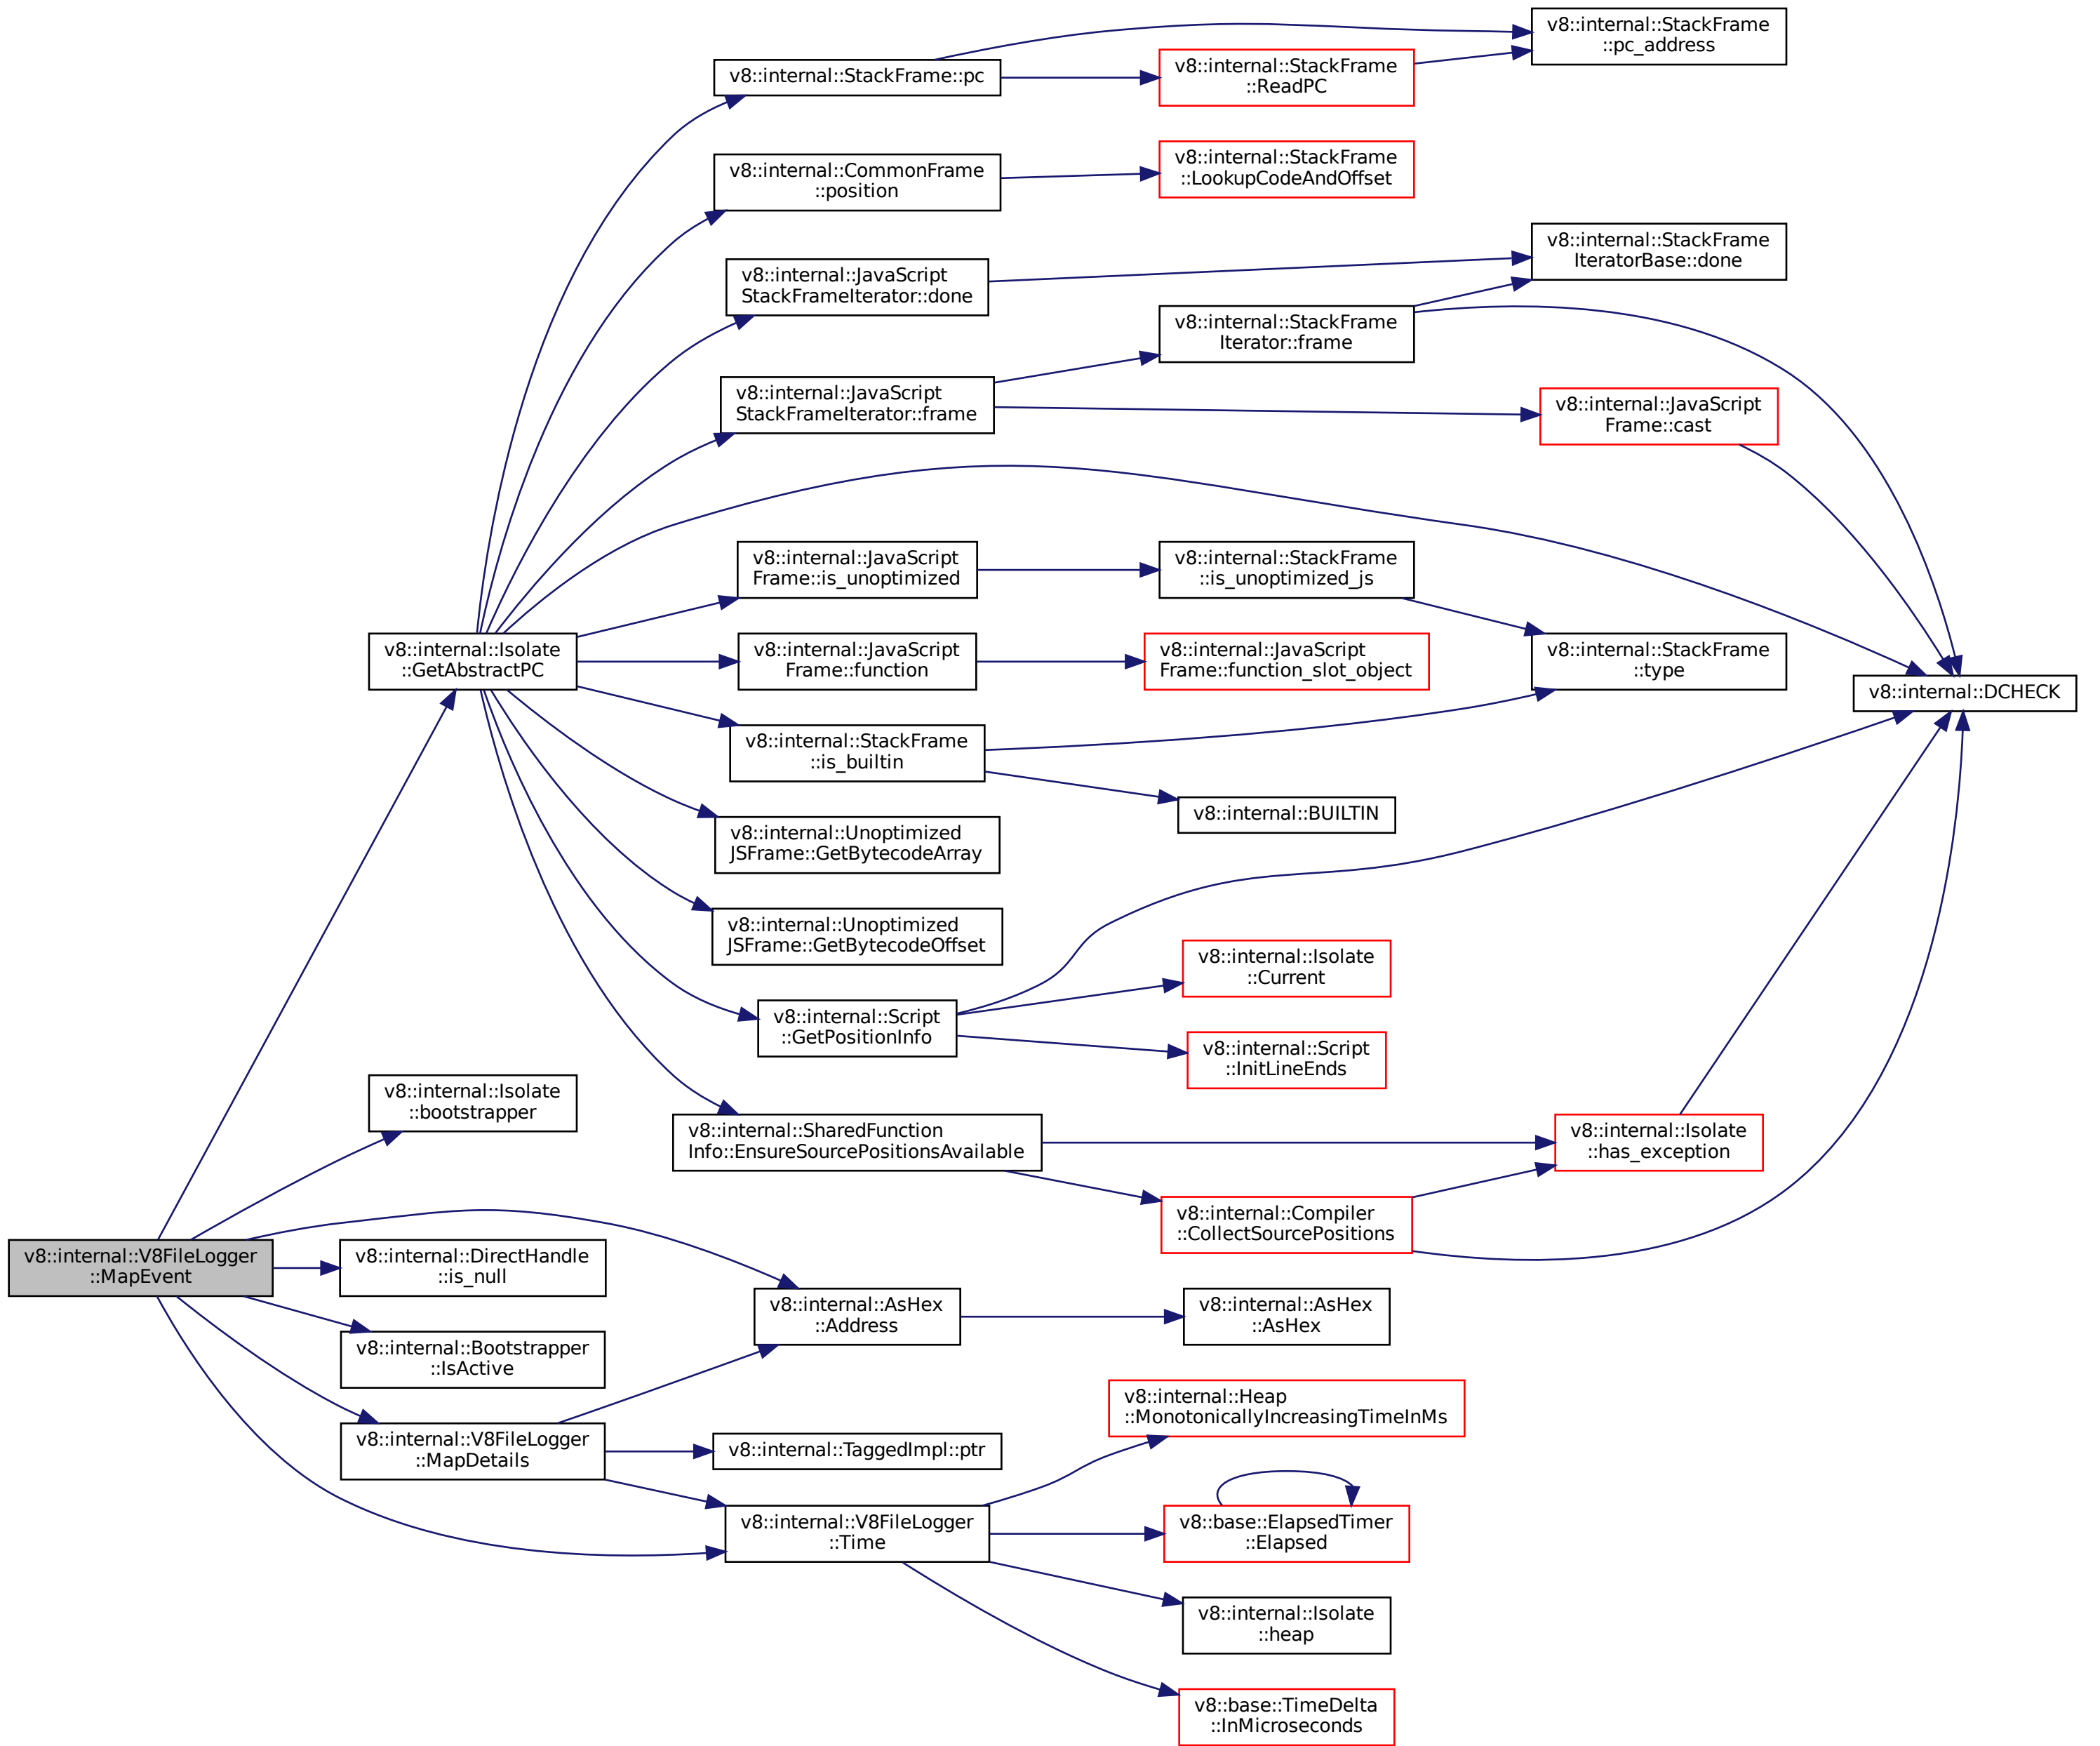 v8::internal::V8FileLogger
::MapEvent
v8::internal::Isolate
::GetAbstractPC
v8::internal::Isolate
::bootstrapper
v8::internal::DirectHandle
::is_null
v8::internal::Bootstrapper
::IsActive
v8::internal::V8FileLogger
::MapDetails
v8::internal::StackFrame::pc
v8::internal::CommonFrame
::position
v8::internal::JavaScript
StackFrameIterator::done
v8::internal::JavaScript
StackFrameIterator::frame
v8::internal::JavaScript
Frame::is_unoptimized
v8::internal::JavaScript
Frame::function
v8::internal::StackFrame
::is_builtin
v8::internal::Unoptimized
JSFrame::GetBytecodeArray
v8::internal::Unoptimized
JSFrame::GetBytecodeOffset
v8::internal::Script
::GetPositionInfo
v8::internal::SharedFunction
Info::EnsureSourcePositionsAvailable
v8::internal::AsHex
::Address
v8::internal::TaggedImpl::ptr
v8::internal::V8FileLogger
::Time
v8::internal::StackFrame
::ReadPC
v8::internal::StackFrame
::LookupCodeAndOffset
v8::internal::StackFrame
Iterator::frame
v8::internal::StackFrame
::is_unoptimized_js
v8::internal::JavaScript
Frame::function_slot_object
v8::internal::BUILTIN
v8::internal::Isolate
::Current
v8::internal::Script
::InitLineEnds
v8::internal::Compiler
::CollectSourcePositions
v8::internal::AsHex
::AsHex
v8::internal::Heap
::MonotonicallyIncreasingTimeInMs
v8::base::ElapsedTimer
::Elapsed
v8::internal::Isolate
::heap
v8::base::TimeDelta
::InMicroseconds
v8::internal::StackFrame
::pc_address
v8::internal::StackFrame
IteratorBase::done
v8::internal::JavaScript
Frame::cast
v8::internal::StackFrame
::type
v8::internal::Isolate
::has_exception
v8::internal::DCHECK